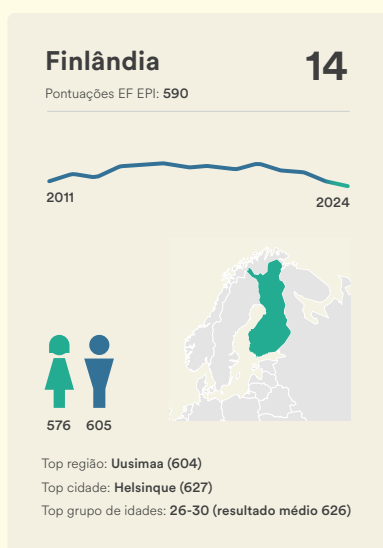 Finlândia
14
Pontuações EF EPI: 590
2011
2024
576 605
Top região: Uusimaa (604)
Top cidade: Helsinque (627)
Top grupo de idades: 26-30 (resultado médio 626)